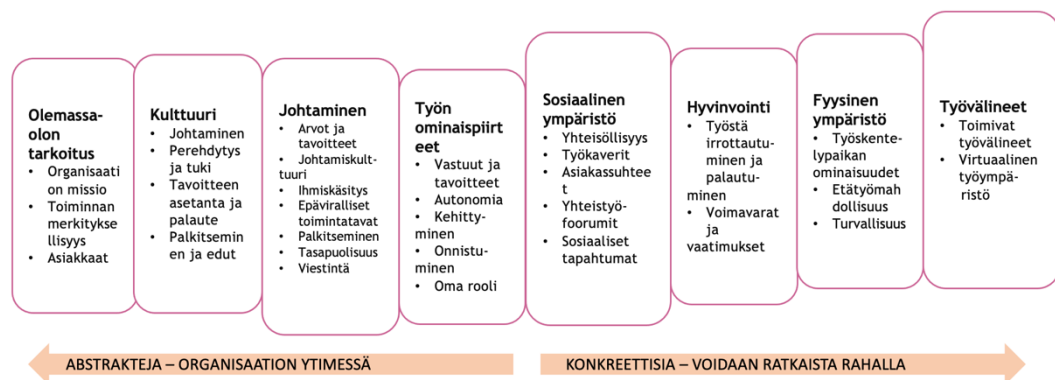 Olemassa-
olon
tarkoitus
• Organisaati
on missio
• Toiminnan
merkitykse
llisyys
• Asiakkaat
Kulttuuri
• Johtaminen
• Perehdytys
ja tuki
• Tavoitteen
asetanta ja
palaute
• Palkitsemin
en ja edut
Johtaminen
• Arvot ja
tavoitteet
• Johtamiskult-
tuuri
• Ihmiskäsitys
• Epäviralliset
toimintatavat
• Palkitseminen
• Tasapuolisuus
• Viestintä
Työn
ominaispiirt
eet
• Vastuut ja
tavoitteet
• Autonomia
• Kehitty-
minen
• Onnistu-
minen
• Oma rooli
Sosiaalinen
ympäristö
• Yhteisöllisyys
• Työkaverit
• Asiakassuhtee
t
• Yhteistyö-
foorumit
• Sosiaaliset
tapahtumat
Hyvinvointi
• Työstä
irrottautu-
minen ja
palautu-
minen
• Voimavarat
ja
vaatimukset
Fyysinen
ympäristö
• Työskente-
lypaikan
ominaisuudet
• Etätyömah
dollisuus
• Turvallisuus
Työvälineet
• Toimivat
työvälineet
• Virtuaalinen
työympä-
ristö
ABSTRAKTEJA – ORGANISAATION YTIMESSÄ
KONKREETTISIA – VOIDAAN RATKAISTA RAHALLA